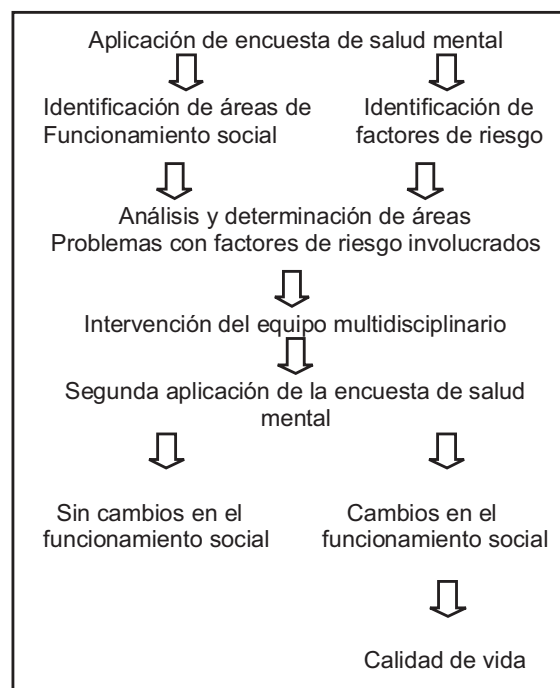 Aplicación de encuesta de salud mental
Identificación de áreas de
Funcionamiento social
Identificación de
factores de riesgo
Análisis y determinación de áreas
Problemas con factores de riesgo involucrados
Intervención del equipo multidisciplinario
Segunda aplicación de la encuesta de salud
mental
Sin cambios en el
funcionamiento social
Cambios en el
funcionamiento social
Calidad de vida